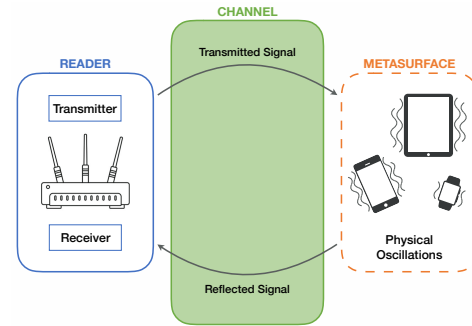 CHANNEL
READER
Transmitted Signal
METASURFACE
Transmitter
Receiver
Physical
Oscillations
Reflected Signal